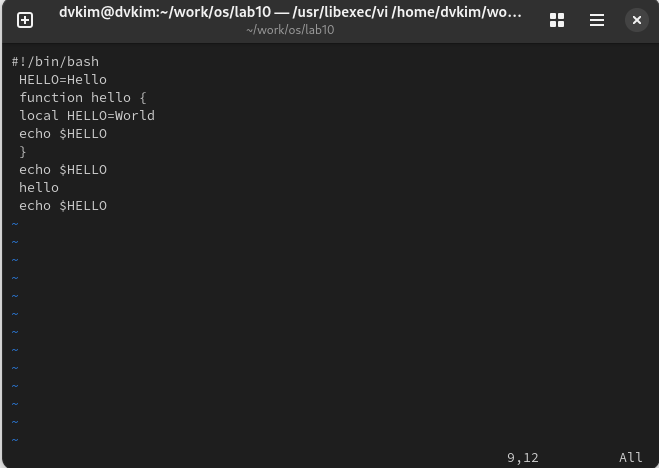 dvkim@dvkim:~/work/os/lab10 — /usr/libexec/vi /home/dvkim/wo…
~/work/os/lab10
#!/bin/bash
 HELLO=Hello
 function hello {
 local HELLO=World
 echo $HELLO
 }
 echo $HELLO
 hello
 echo $HELLO
~
~
~
~
~
~
~
~
~
~
~
~
~
9,12 All